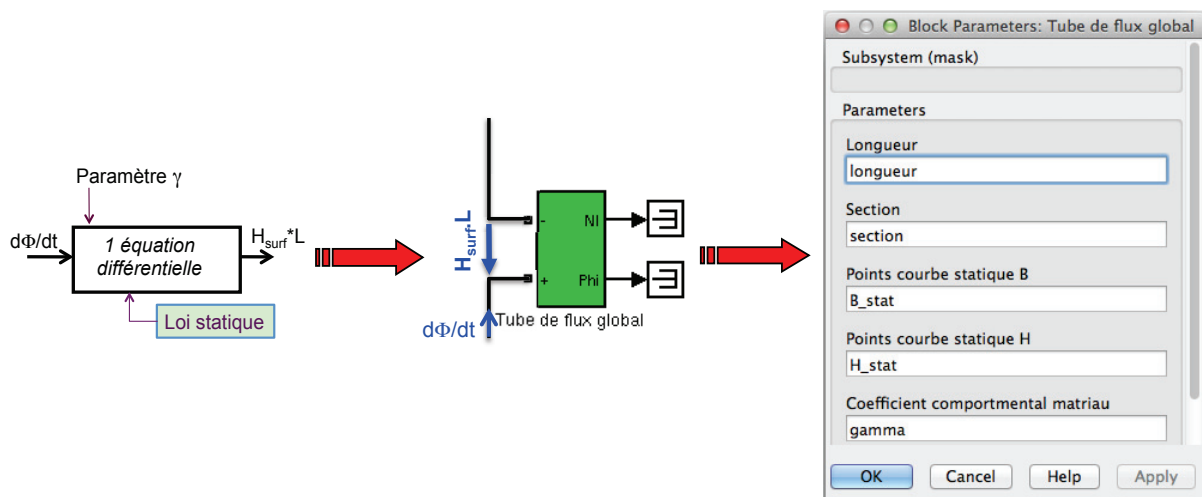 Paramètre γ
dΦ/dt
1 équation
différentielle
H_surf*L
Loi statique
H_surf.L
-
NI
+
Phi
Tube de flux global
dΦ/dt
Block Parameters: Tube de flux global
Subsystem (mask)
Parameters
Longueur
longueur
Section
section
Points courbe statique B
B_stat
Points courbe statique H
H_stat
Coefficient comportmental matriau
gamma
OK
Cancel
Help
Apply